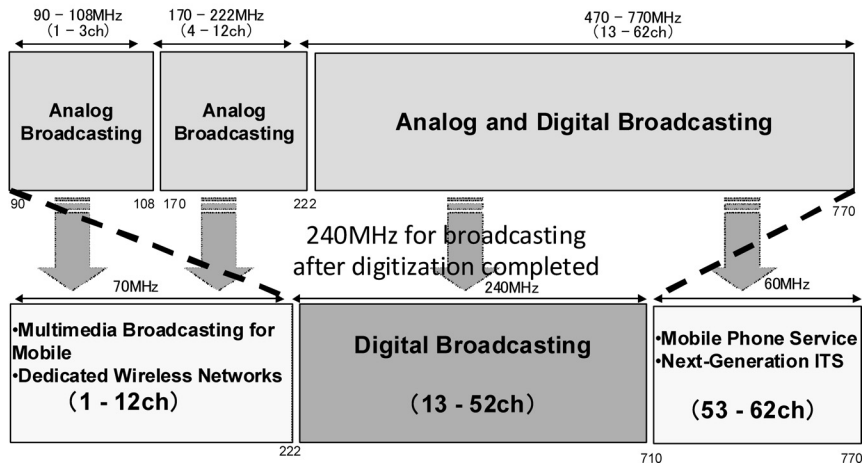 90 – 108MHz
(1 – 3ch)
170 – 222MHz
(4 – 12ch)
470 – 770MHz
(13 – 62ch)
Analog
Broadcasting
Analog
Broadcasting
Analog and Digital Broadcasting
90
108
170
222
770
240MHz for broadcasting
after digitization completed
70MHz
240MHz
60MHz
•Multimedia Broadcasting for
Mobile
•Dedicated Wireless Networks
(1 - 12ch)
Digital Broadcasting
(13 - 52ch)
•Mobile Phone Service
•Next-Generation ITS
(53 - 62ch)
222
710
770